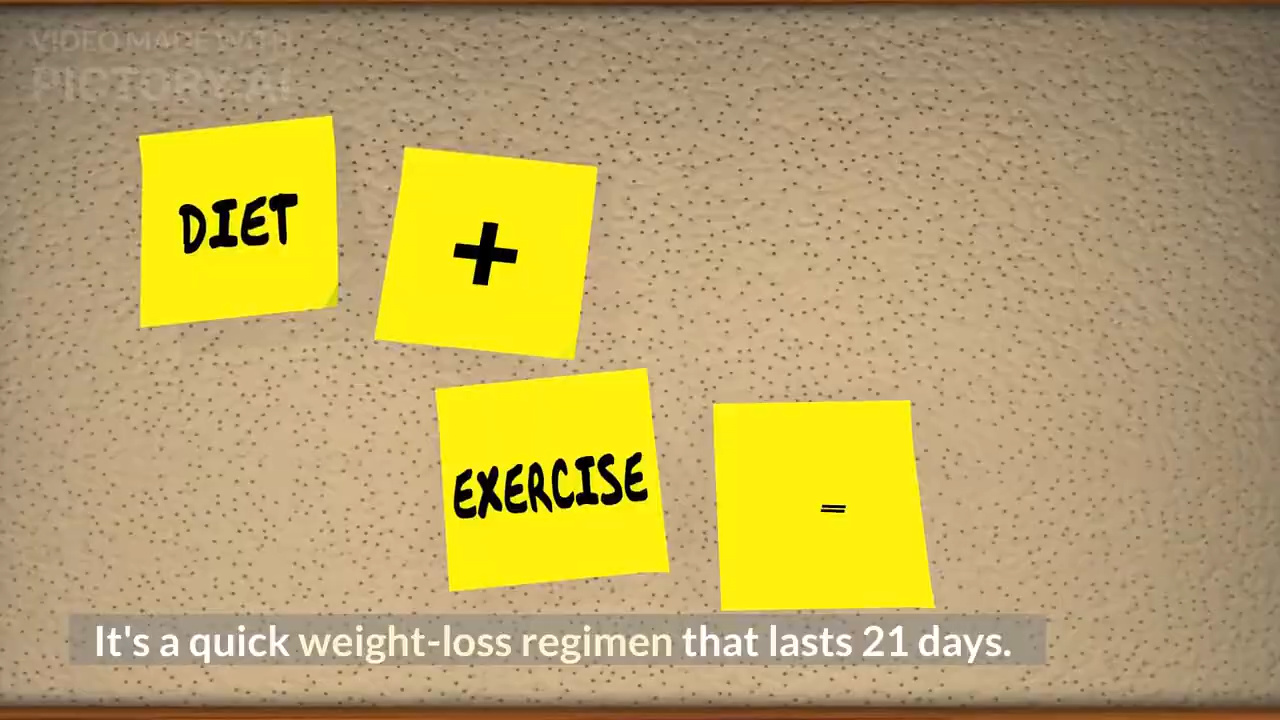 VIDEO MADE WITH
PICTORY.AI
DIET
+
EXERCISE
=
It's a quick weight-loss regimen that lasts 21 days.